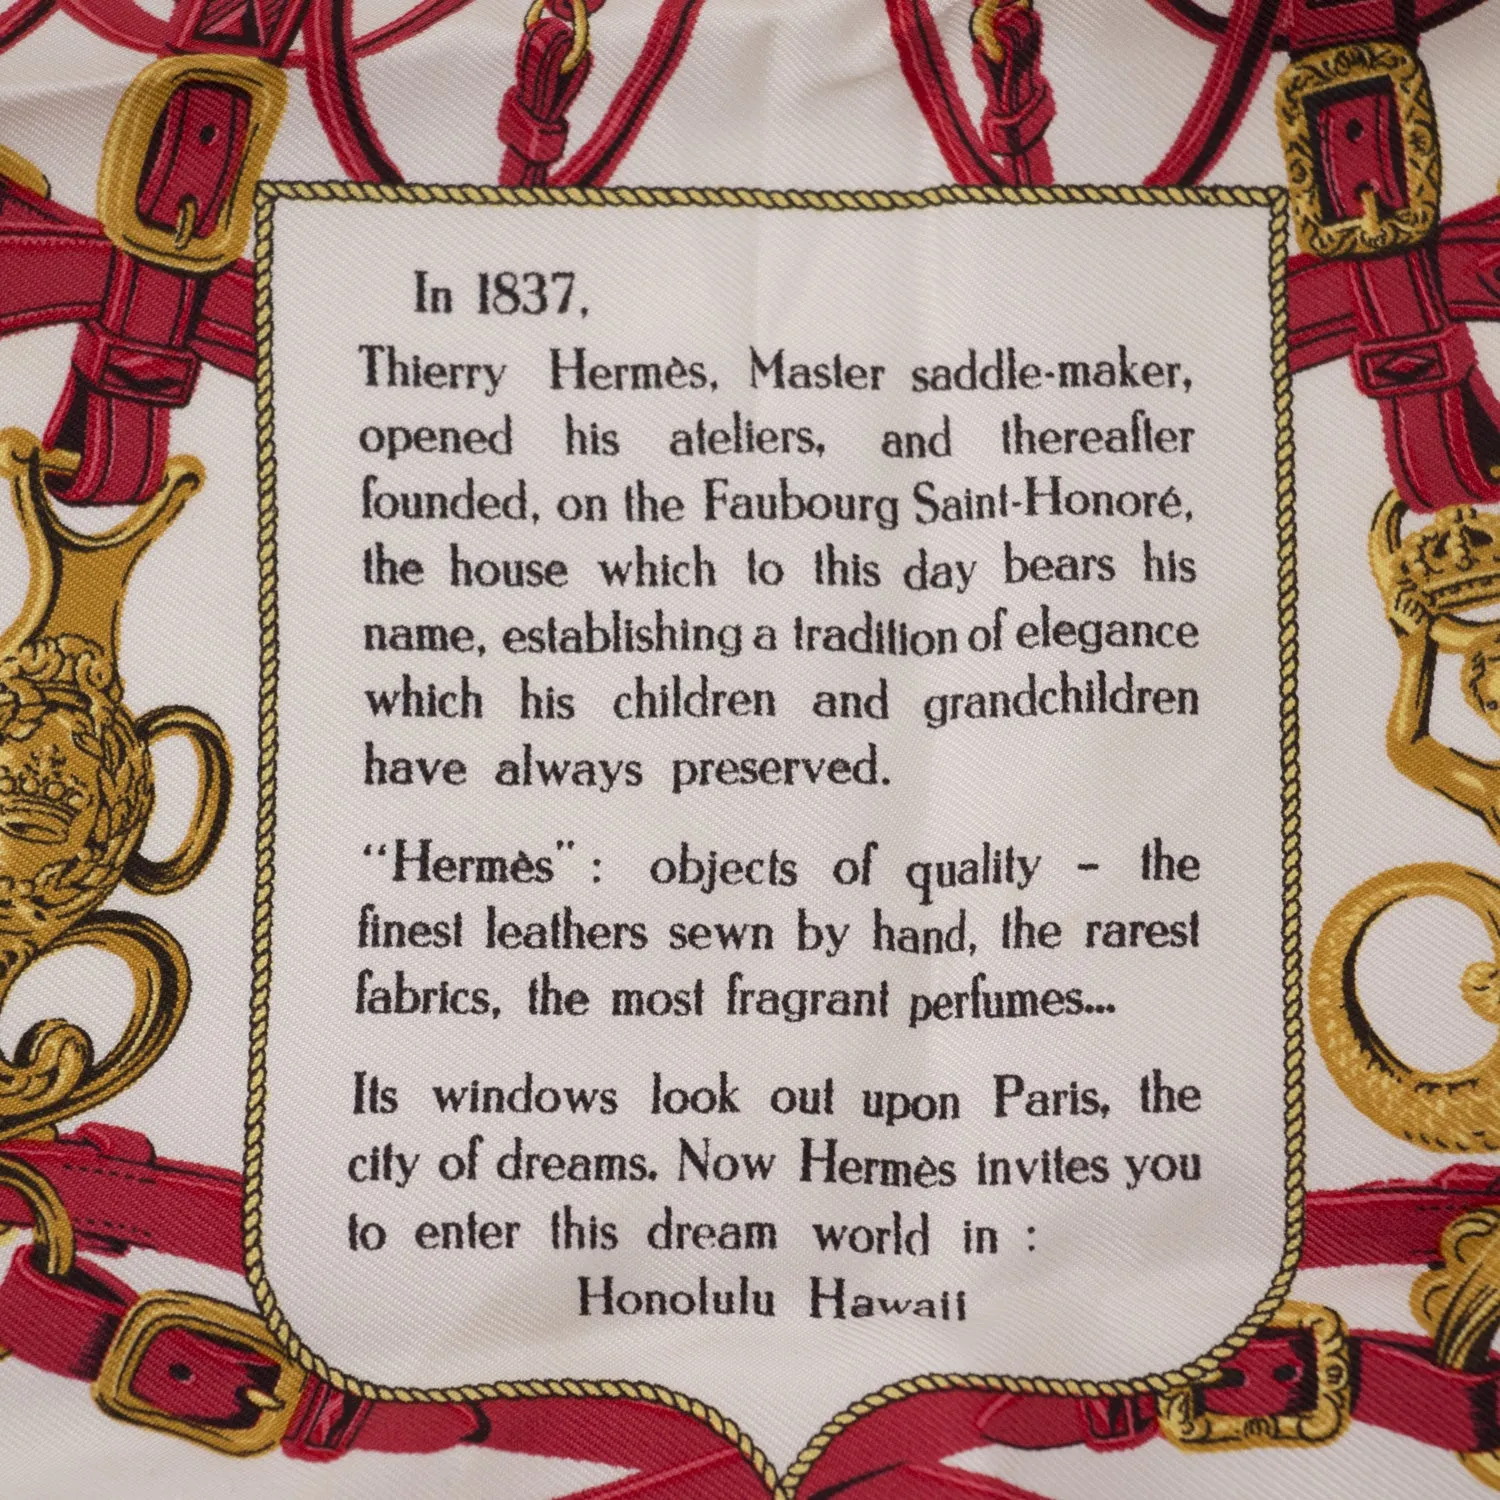 In 1837,
Thierry Hermès, Master saddle-maker,
opened his ateliers, and thereafter
founded, on the Faubourg Saint-Honoré,
the house which to this day bears his
name, establishing a tradition of elegance
which his children and grandchildren
have always preserved.
“Hermès” : objects of quality - the
finest leathers sewn by hand, the rarest
fabrics, the most fragrant perfumes...
Its windows look out upon Paris, the
city of dreams. Now Hermès invites you
to enter this dream world in :
Honolulu Hawaii